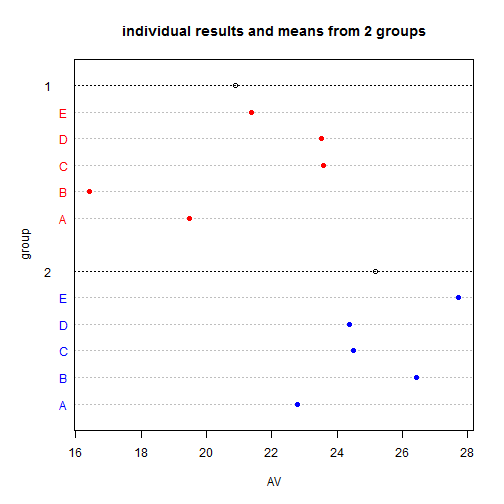 individual results and means from 2 groups
1
E
D
C
B
A
group
2
E
D
C
B
A
16 18 20 22 24 26 28
AV